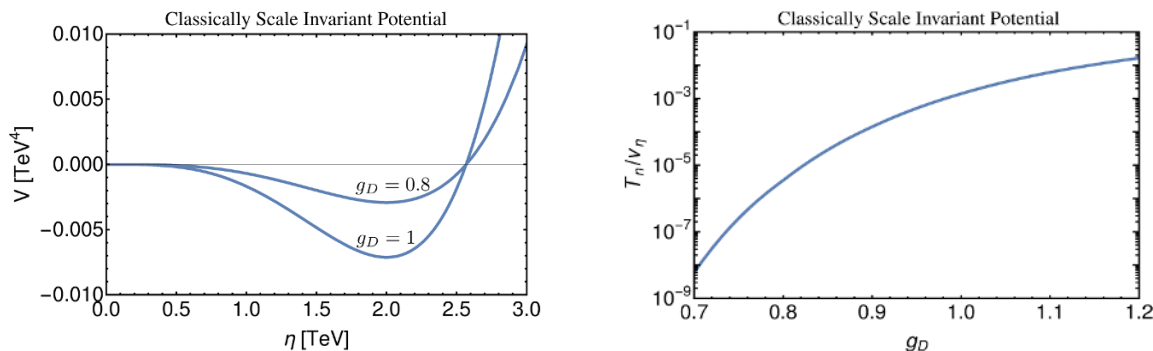 Classically Scale Invariant Potential
0.010
0.005
0.000
−0.005
−0.010
V [TeV⁴]
g_D = 0.8
g_D = 1
0.0 0.5 1.0 1.5 2.0 2.5 3.0
η [TeV]
Classically Scale Invariant Potential
10⁻¹
10⁻³
10⁻⁵
10⁻⁷
10⁻⁹
T_n/v_η
0.7 0.8 0.9 1.0 1.1 1.2
g_D